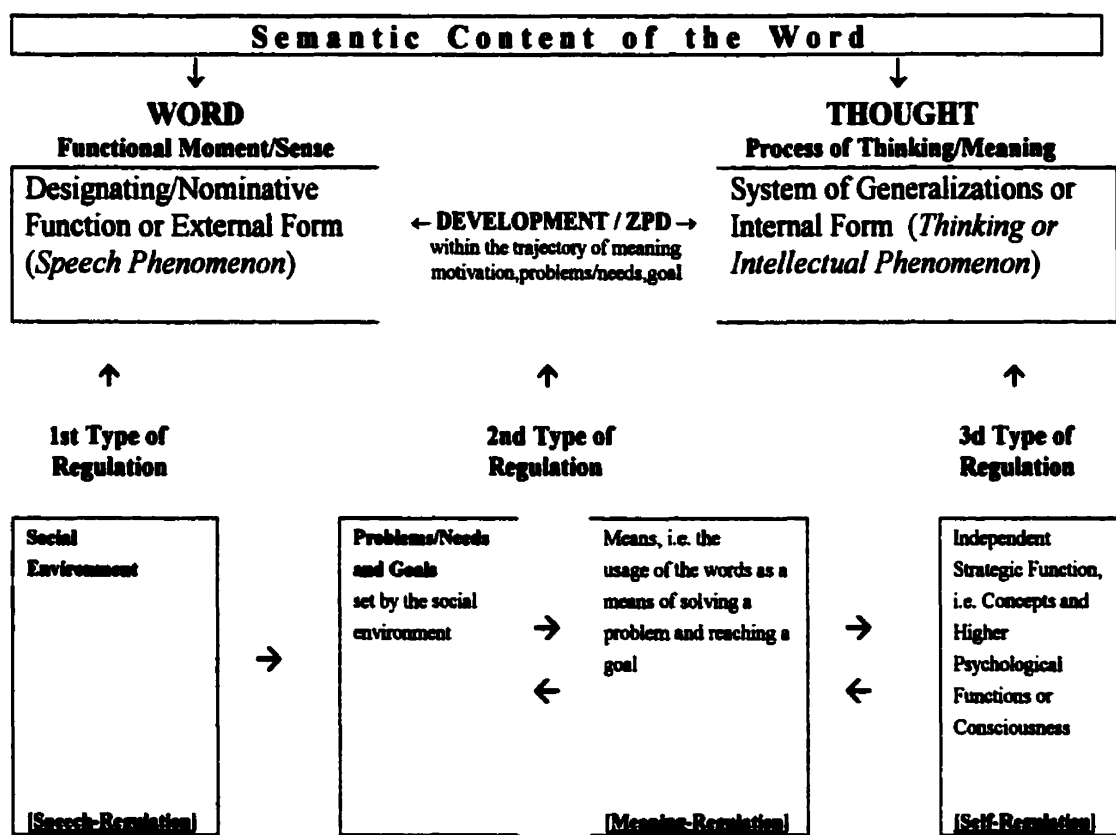 Semantic Content of the Word
↓ ↓
WORD
Functional Moment/Sense
Designating/Nominative
Function or External Form
(Speech Phenomenon)
← DEVELOPMENT / ZPD →
within the trajectory of meaning
motivation,problems/needs,goal
THOUGHT
Process of Thinking/Meaning
System of Generalizations or
Internal Form (Thinking or
Intellectual Phenomenon)
↑ ↑ ↑
1st Type of
Regulation
2nd Type of
Regulation
3d Type of
Regulation
Social
Environment
[Speech-Regulation]
→
Problems/Needs
and Goals
set by the social
environment
→
←
Means, i.e. the
usage of the words as a
means of solving a
problem and reaching a
goal
[Meaning-Regulation]
→
←
Independent
Strategic Function,
i.e. Concepts and
Higher
Psychological
Functions or
Consciousness
[Self-Regulation]